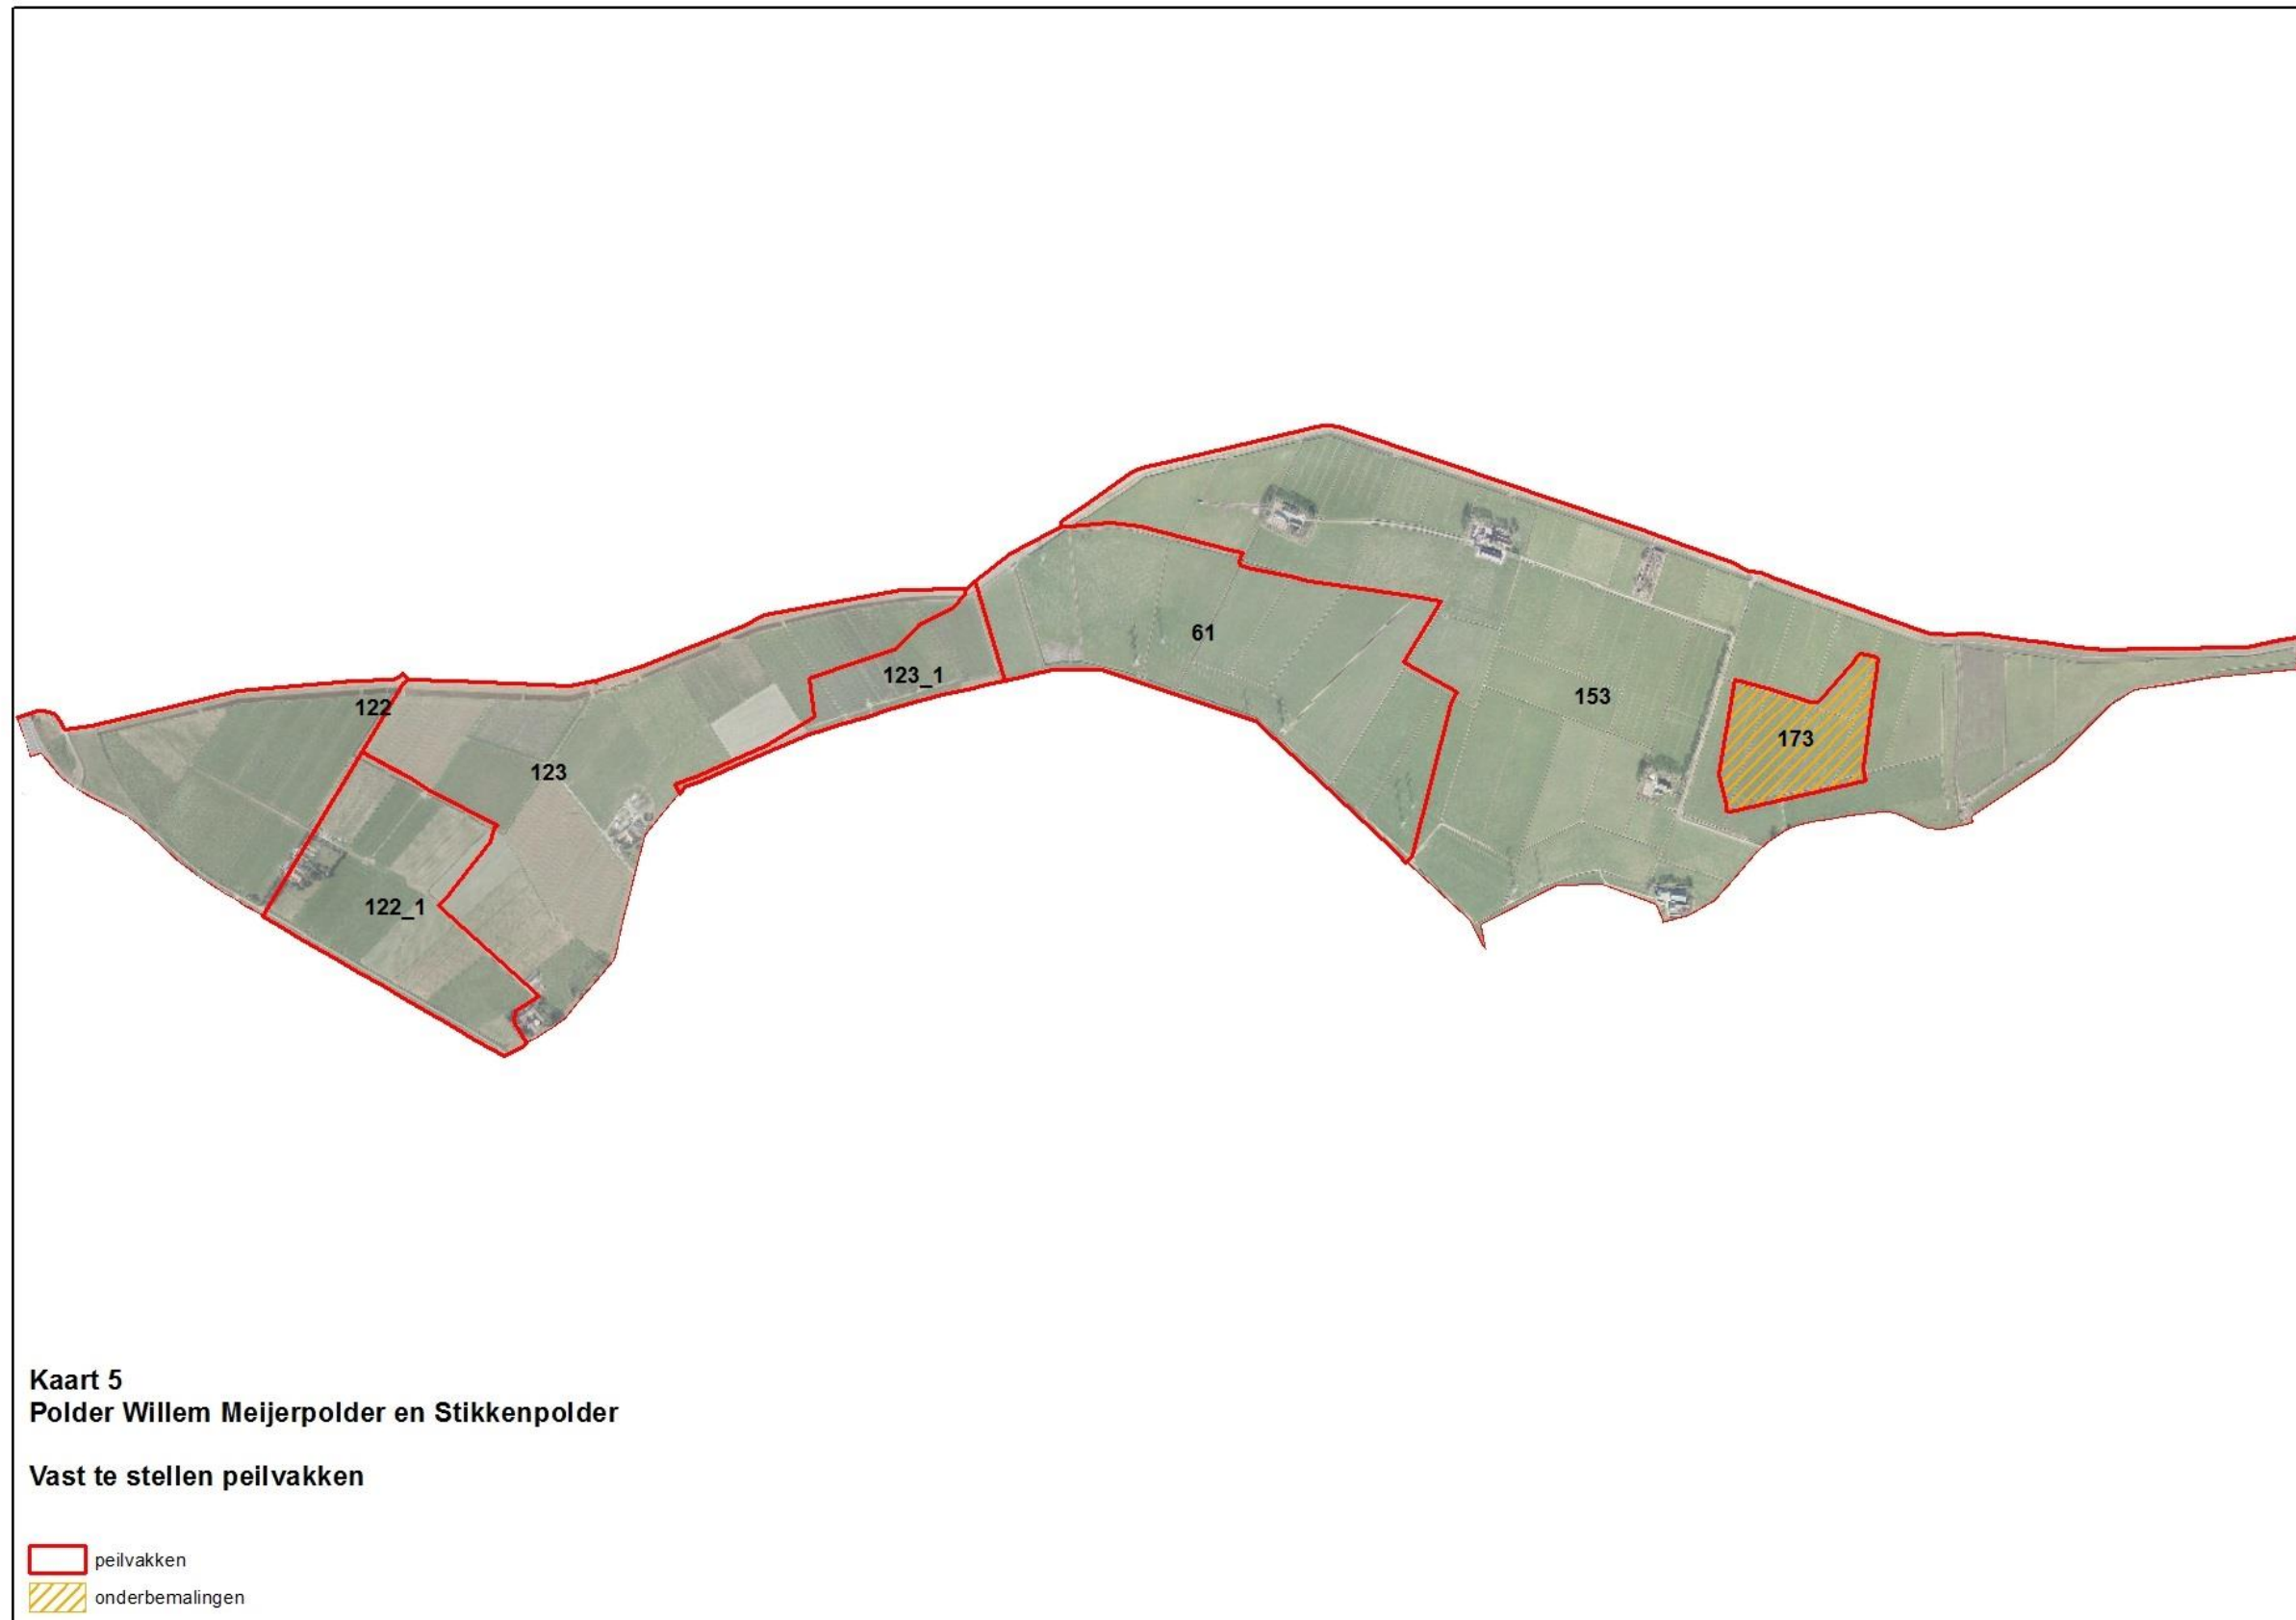 61
123_1
153
122
173
123
122_1
Kaart 5
Polder Willem Meijerpolder en Stikkenpolder
Vast te stellen peilvakken
peilvakken
onderbemalingen